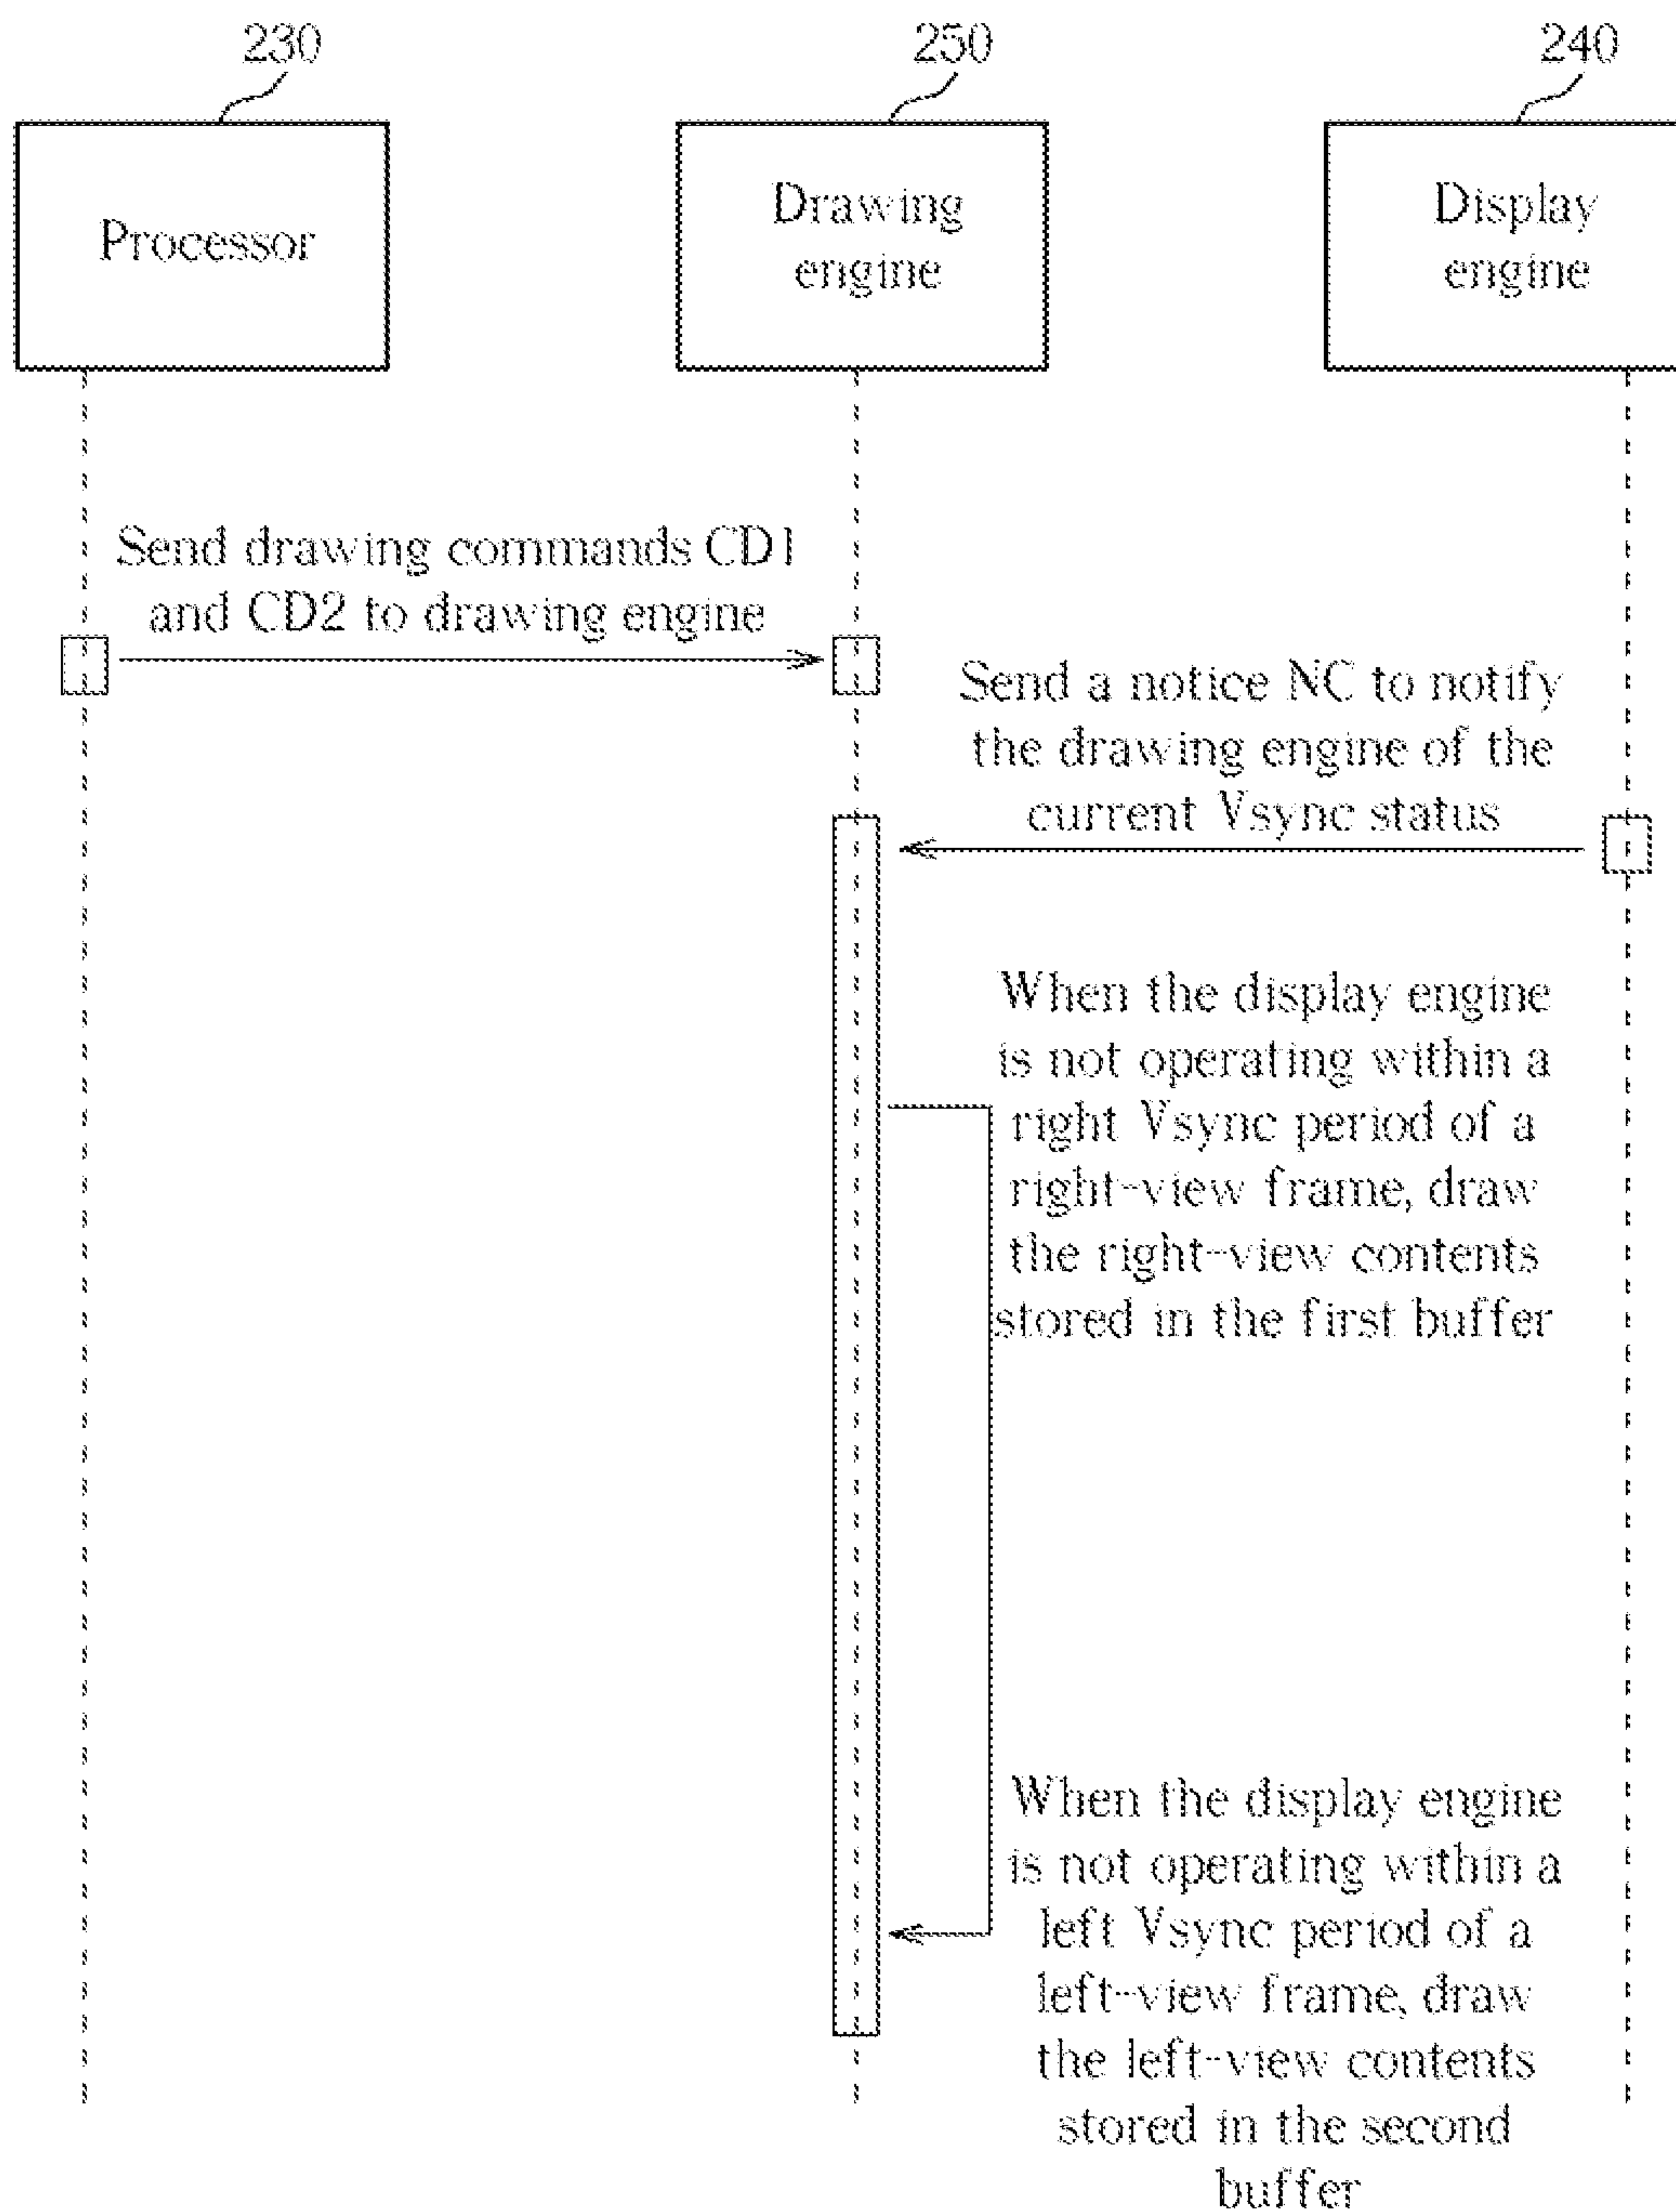 230
250
240
Processor
Drawing
engine
Display
engine
Send drawing commands CD1
and CD2 to drawing engine
Send a notice NC to notify
the drawing engine of the
current Vsync status
When the display engine
is not operating within a
right Vsync period of a
right-view frame, draw
the right-view contents
stored in the first buffer
When the display engine
is not operating within a
left Vsync period of a
left-view frame, draw
the left-view contents
stored in the second
buffer